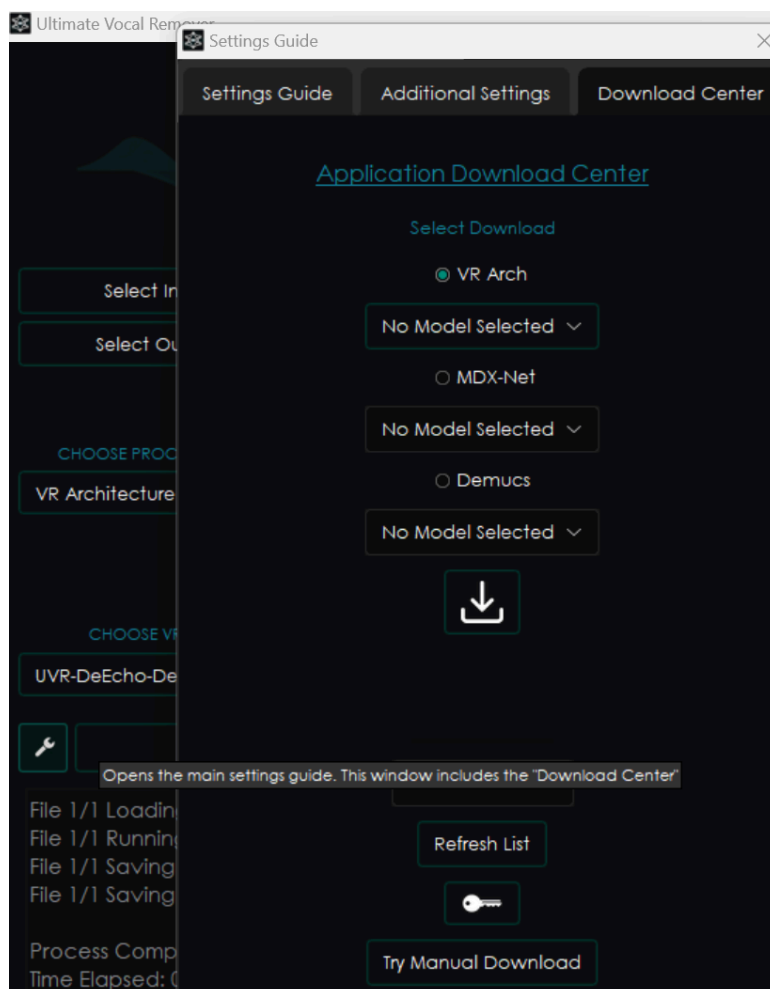 Ultimate Vocal Remover
Settings Guide
Settings Guide
Additional Settings
Download Center
Application Download Center
Select Download
VR Arch
No Model Selected
MDX-Net
No Model Selected
Demucs
No Model Selected
Select In
Select Ou
CHOOSE PROC
VR Architecture
CHOOSE VR
UVR-DeEcho-De
Opens the main settings guide. This window includes the "Download Center"
File 1/1 Loading
File 1/1 Running
File 1/1 Saving
File 1/1 Saving
Process Comp
Time Elapsed: 0
Refresh List
Try Manual Download